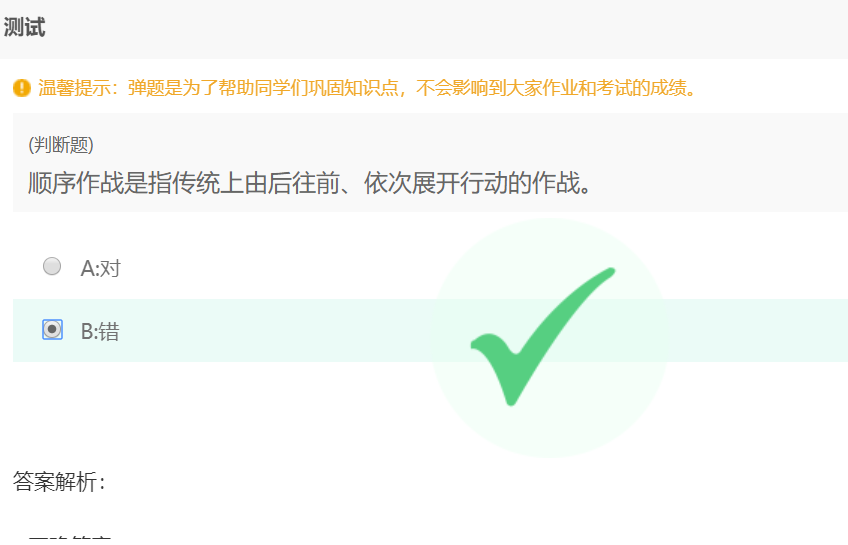 测试
温馨提示：弹题是为了帮助同学们巩固知识点，不会影响到大家作业和考试的成绩。
(判断题)
顺序作战是指传统上由后往前、依次展开行动的作战。
A:对
B:错
答案解析：